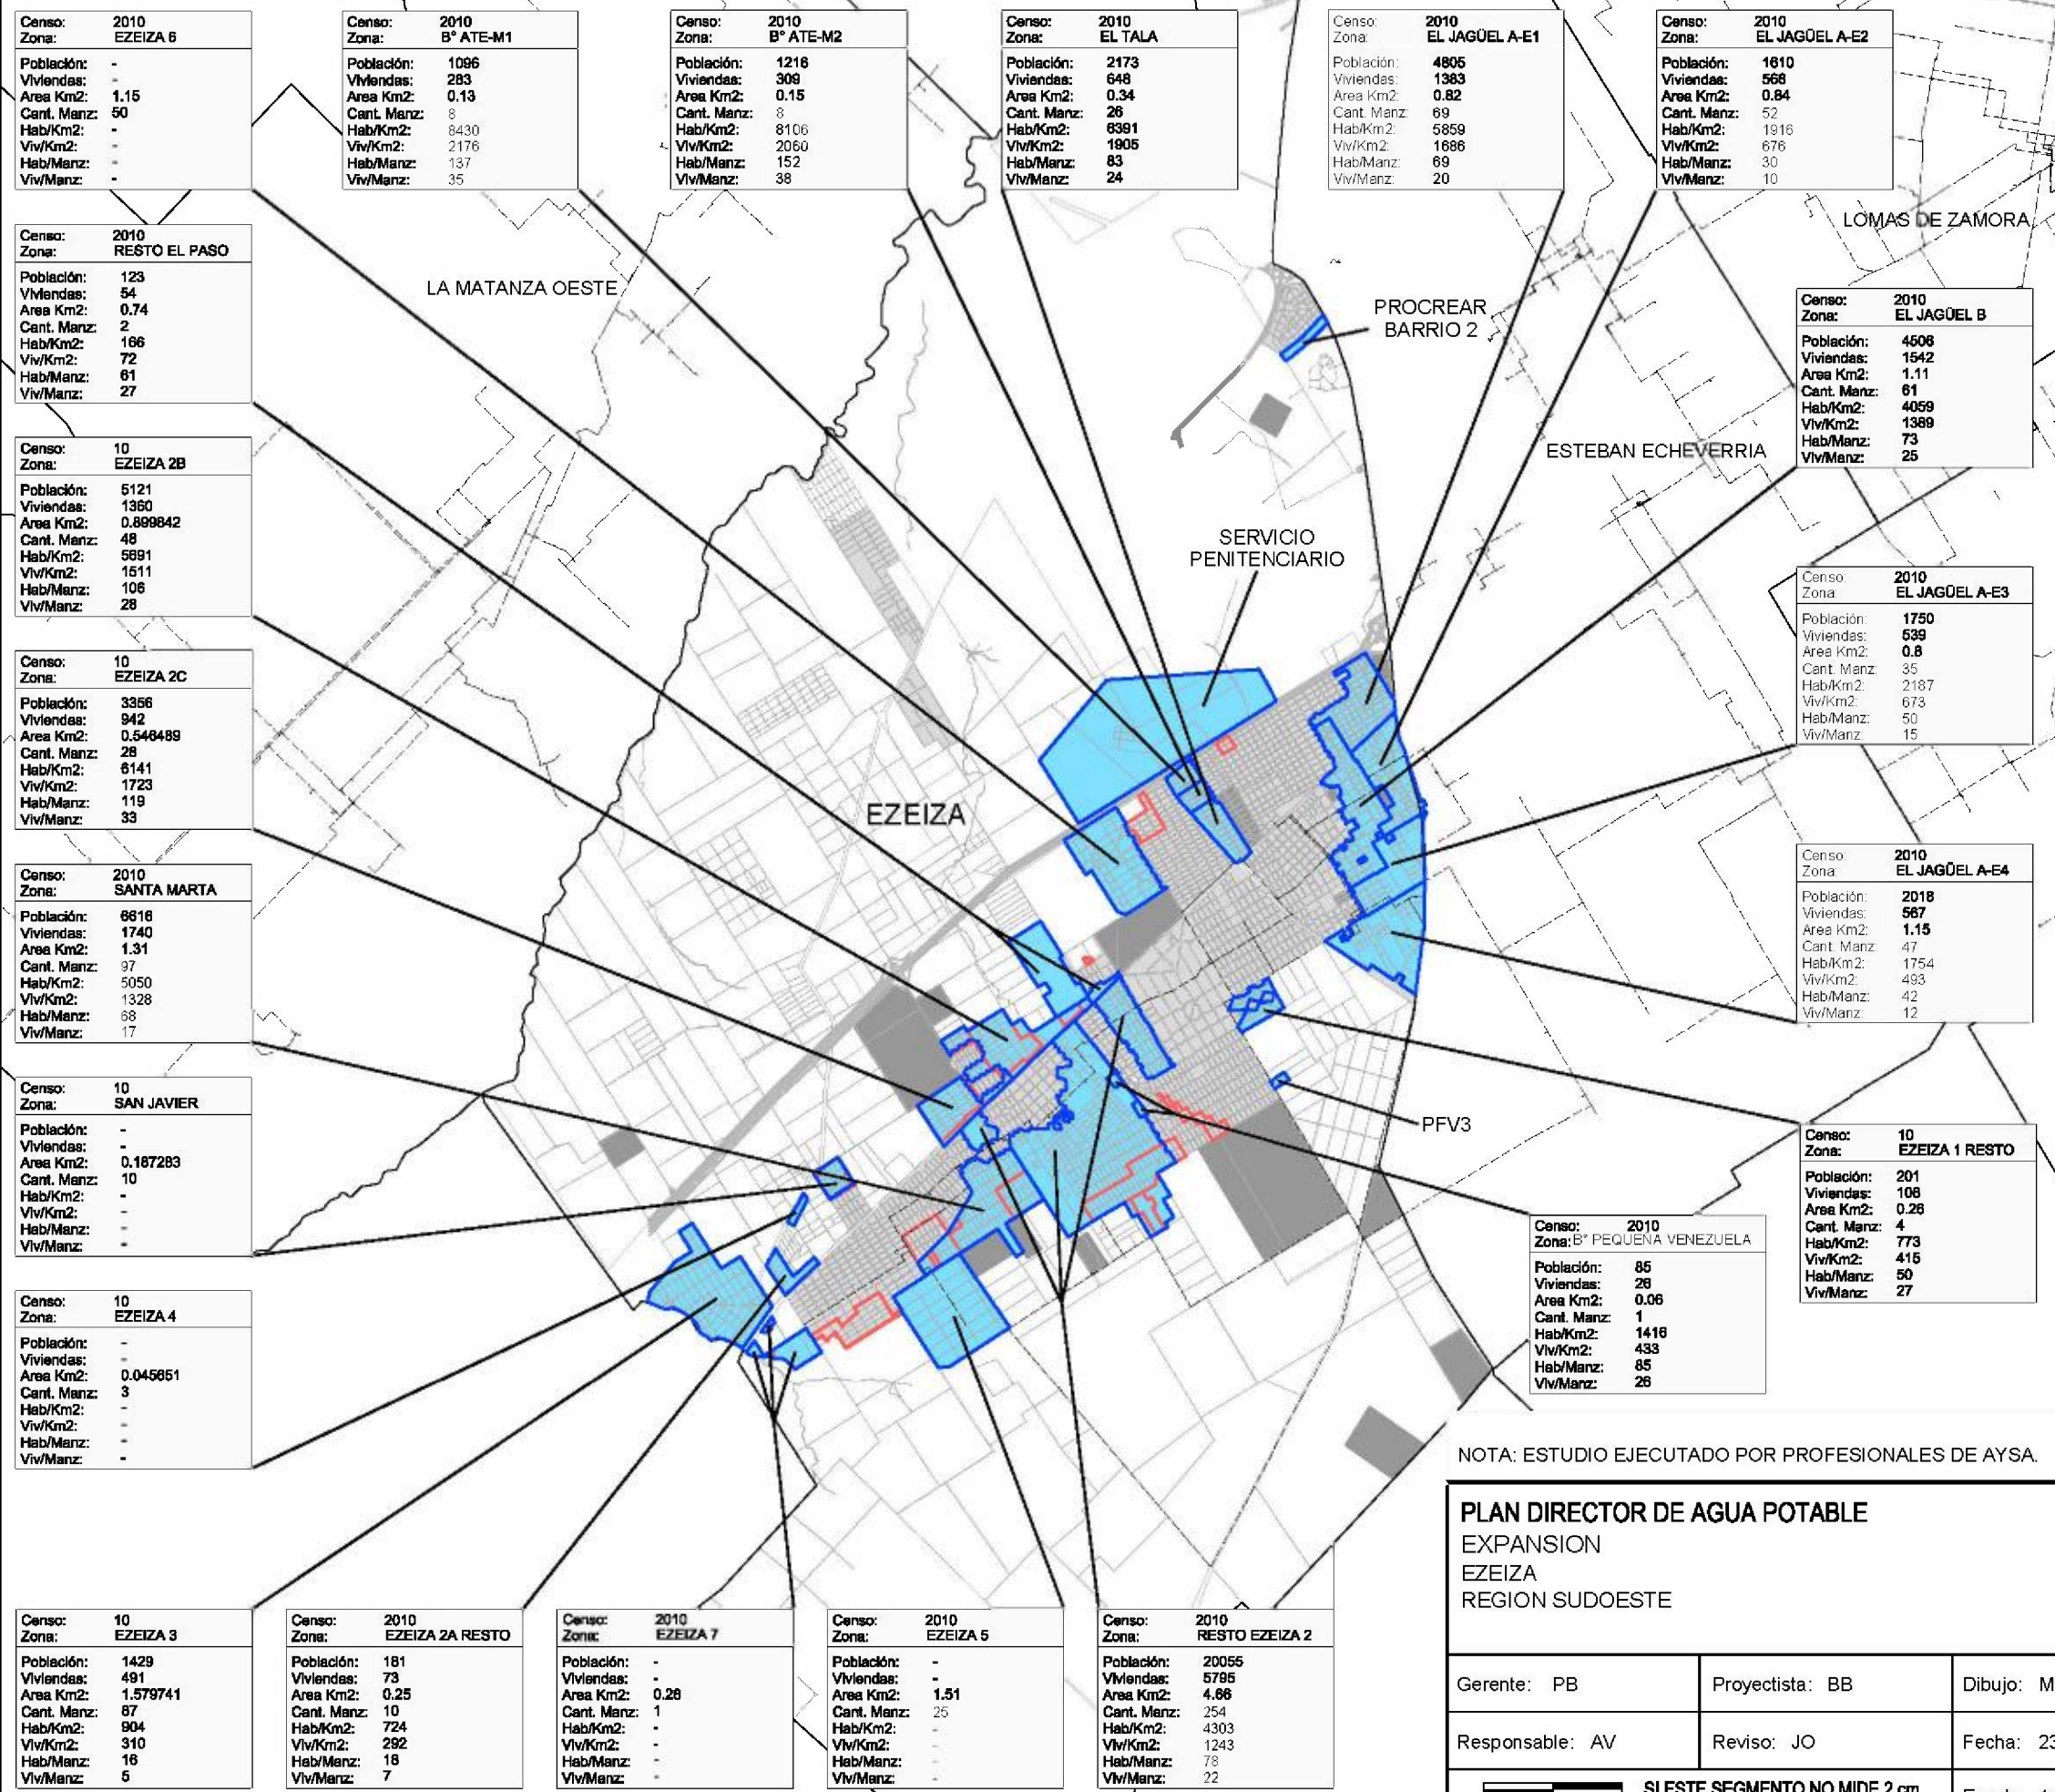 Censo: 2010
Zona: EZEIZA 6
Población: -
Viviendas: -
Area Km2: 1.15
Cant. Manz: 50
Hab/Km2: -
Viv/Km2: -
Hab/Manz: -
Viv/Manz: -
Censo: 2010
Zona: B° ATE-M1
Población: 1096
Viviendas: 283
Area Km2: 0.13
Cant. Manz: 8
Hab/Km2: 8430
Viv/Km2: 2176
Hab/Manz: 137
Viv/Manz: 35
Censo: 2010
Zona: B° ATE-M2
Población: 1216
Viviendas: 309
Area Km2: 0.15
Cant. Manz: 8
Hab/Km2: 8106
Viv/Km2: 2060
Hab/Manz: 152
Viv/Manz: 38
Censo: 2010
Zona: EL TALA
Población: 2173
Viviendas: 648
Area Km2: 0.34
Cant. Manz: 26
Hab/Km2: 6391
Viv/Km2: 1905
Hab/Manz: 83
Viv/Manz: 24
Censo: 2010
Zona: EL JAGÜEL A-E1
Población: 4805
Viviendas: 1383
Area Km2: 0.82
Cant. Manz: 69
Hab/Km2: 5859
Viv/Km2: 1686
Hab/Manz: 69
Viv/Manz: 20
Censo: 2010
Zona: EL JAGÜEL A-E2
Población: 1610
Viviendas: 568
Area Km2: 0.84
Cant. Manz: 52
Hab/Km2: 1916
Viv/Km2: 676
Hab/Manz: 30
Viv/Manz: 10
LOMAS DE ZAMORA
Censo: 2010
Zona: RESTO EL PASO
Población: 123
Viviendas: 54
Area Km2: 0.74
Cant. Manz: 2
Hab/Km2: 166
Viv/Km2: 72
Hab/Manz: 61
Viv/Manz: 27
LA MATANZA OESTE
PROCREAR
BARRIO 2
Censo: 2010
Zona: EL JAGÜEL B
Población: 4506
Viviendas: 1542
Area Km2: 1.11
Cant. Manz: 61
Hab/Km2: 4059
Viv/Km2: 1389
Hab/Manz: 73
Viv/Manz: 25
ESTEBAN ECHEVERRIA
Censo: 10
Zona: EZEIZA 2B
Población: 5121
Viviendas: 1360
Area Km2: 0.899842
Cant. Manz: 48
Hab/Km2: 5691
Viv/Km2: 1511
Hab/Manz: 106
Viv/Manz: 28
SERVICIO
PENITENCIARIO
Censo: 2010
Zona: EL JAGÜEL A-E3
Población: 1750
Viviendas: 539
Area Km2: 0.8
Cant. Manz: 35
Hab/Km2: 2187
Viv/Km2: 673
Hab/Manz: 50
Viv/Manz: 15
Censo: 10
Zona: EZEIZA 2C
Población: 3356
Viviendas: 942
Area Km2: 0.546489
Cant. Manz: 28
Hab/Km2: 6141
Viv/Km2: 1723
Hab/Manz: 119
Viv/Manz: 33
EZEIZA
Censo: 2010
Zona: EL JAGÜEL A-E4
Población: 2018
Viviendas: 567
Area Km2: 1.15
Cant. Manz: 47
Hab/Km2: 1754
Viv/Km2: 493
Hab/Manz: 42
Viv/Manz: 12
Censo: 2010
Zona: SANTA MARTA
Población: 6616
Viviendas: 1740
Area Km2: 1.31
Cant. Manz: 97
Hab/Km2: 5050
Viv/Km2: 1328
Hab/Manz: 68
Viv/Manz: 17
Censo: 10
Zona: SAN JAVIER
Población: -
Viviendas: -
Area Km2: 0.187283
Cant. Manz: 10
Hab/Km2: -
Viv/Km2: -
Hab/Manz: -
Viv/Manz: -
PFV3
Censo: 10
Zona: EZEIZA 1 RESTO
Población: 201
Viviendas: 108
Area Km2: 0.26
Cant. Manz: 4
Hab/Km2: 773
Viv/Km2: 415
Hab/Manz: 50
Viv/Manz: 27
Censo: 2010
Zona: B° PEQUEÑA VENEZUELA
Población: 85
Viviendas: 26
Area Km2: 0.06
Cant. Manz: 1
Hab/Km2: 1416
Viv/Km2: 433
Hab/Manz: 85
Viv/Manz: 26
Censo: 10
Zona: EZEIZA 4
Población: -
Viviendas: -
Area Km2: 0.045651
Cant. Manz: 3
Hab/Km2: -
Viv/Km2: -
Hab/Manz: -
Viv/Manz: -
NOTA: ESTUDIO EJECUTADO POR PROFESIONALES DE AYSA.
PLAN DIRECTOR DE AGUA POTABLE
EXPANSION
EZEIZA
REGION SUDOESTE
Gerente: PB
Proyectista: BB
Dibujo: M
Responsable: AV
Reviso: JO
Fecha: 23
SI ESTE SEGMENTO NO MIDE 2 cm
Censo: 10
Zona: EZEIZA 3
Población: 1429
Viviendas: 491
Area Km2: 1.579741
Cant. Manz: 87
Hab/Km2: 904
Viv/Km2: 310
Hab/Manz: 16
Viv/Manz: 5
Censo: 2010
Zona: EZEIZA 2A RESTO
Población: 181
Viviendas: 73
Area Km2: 0.25
Cant. Manz: 10
Hab/Km2: 724
Viv/Km2: 292
Hab/Manz: 18
Viv/Manz: 7
Censo: 2010
Zona: EZEIZA 7
Población: -
Viviendas: -
Area Km2: 0.26
Cant. Manz: 1
Hab/Km2: -
Viv/Km2: -
Hab/Manz: -
Viv/Manz: -
Censo: 2010
Zona: EZEIZA 5
Población: -
Viviendas: -
Area Km2: 1.51
Cant. Manz: 25
Hab/Km2: -
Viv/Km2: -
Hab/Manz: -
Viv/Manz: -
Censo: 2010
Zona: RESTO EZEIZA 2
Población: 20055
Viviendas: 5795
Area Km2: 4.66
Cant. Manz: 254
Hab/Km2: 4303
Viv/Km2: 1243
Hab/Manz: 78
Viv/Manz: 22